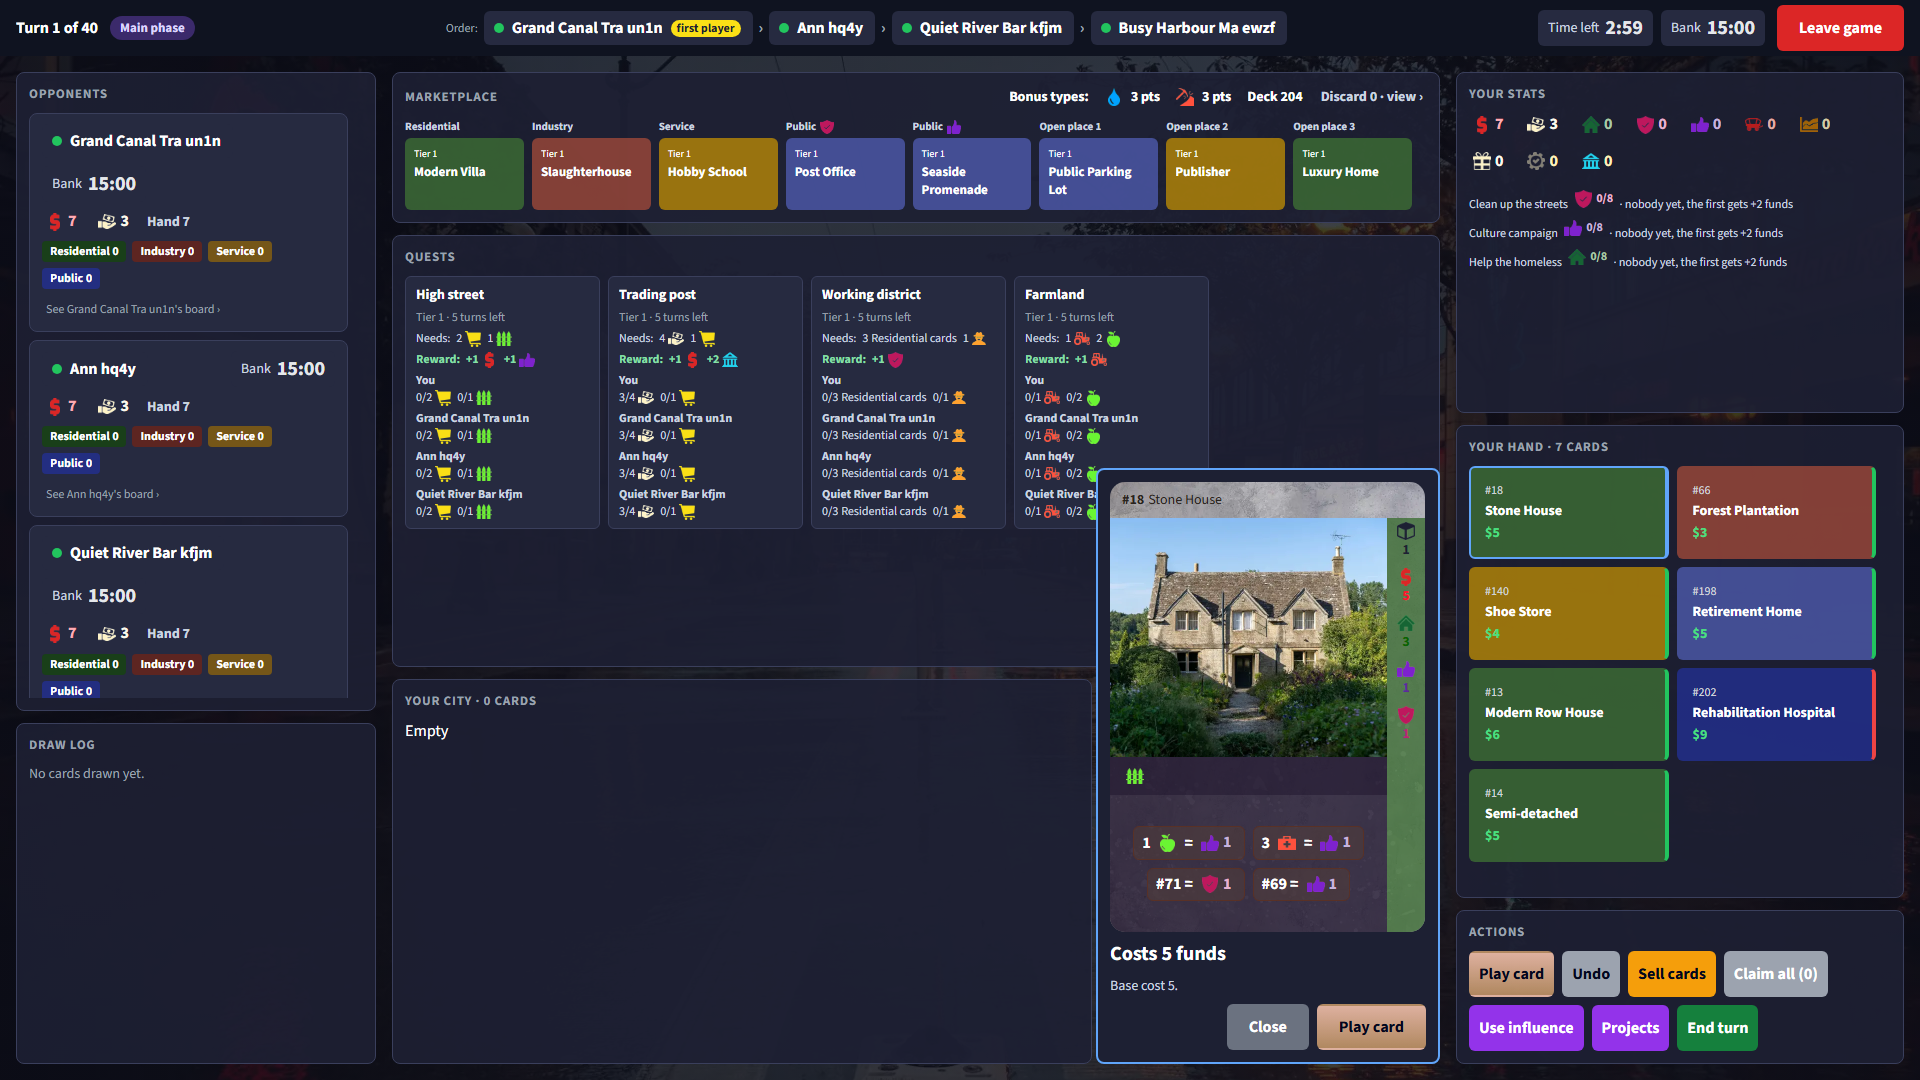 Turn 1 of 40 Main phase
Order: Grand Canal Tra un1n first player › Ann hq4y › Quiet River Bar kfjm › Busy Harbour Ma ewzf
Time left 2:59 Bank 15:00 Leave game
OPPONENTS
Grand Canal Tra un1n
Bank 15:00
7 3 Hand 7
Residential 0 Industry 0 Service 0
Public 0
See Grand Canal Tra un1n's board ›
Ann hq4y Bank 15:00
7 3 Hand 7
Residential 0 Industry 0 Service 0
Public 0
See Ann hq4y's board ›
Quiet River Bar kfjm
Bank 15:00
7 3 Hand 7
Residential 0 Industry 0 Service 0
Public 0
DRAW LOG
No cards drawn yet.
MARKETPLACE
Bonus types: 3 pts 3 pts Deck 204 Discard 0 · view ›
Residential Industry Service Public Public Open place 1 Open place 2 Open place 3
Tier 1
Modern Villa
Tier 1
Slaughterhouse
Tier 1
Hobby School
Tier 1
Post Office
Tier 1
Seaside
Promenade
Tier 1
Public Parking
Lot
Tier 1
Publisher
Tier 1
Luxury Home
QUESTS
High street
Tier 1 · 5 turns left
Needs: 2 1
Reward: +1 +1
You
0/2 0/1
Grand Canal Tra un1n
0/2 0/1
Ann hq4y
0/2 0/1
Quiet River Bar kfjm
0/2 0/1
Trading post
Tier 1 · 5 turns left
Needs: 4 1
Reward: +1 +2
You
3/4 0/1
Grand Canal Tra un1n
3/4 0/1
Ann hq4y
3/4 0/1
Quiet River Bar kfjm
3/4 0/1
Working district
Tier 1 · 5 turns left
Needs: 3 Residential cards 1
Reward: +1
You
0/3 Residential cards 0/1
Grand Canal Tra un1n
0/3 Residential cards 0/1
Ann hq4y
0/3 Residential cards 0/1
Quiet River Bar kfjm
0/3 Residential cards 0/1
Farmland
Tier 1 · 5 turns left
Needs: 1 2
Reward: +1
You
0/1 0/2
Grand Canal Tra un1n
0/1 0/2
Ann hq4y
0/1 0/2
Quiet River B
0/1 0/2
YOUR CITY · 0 CARDS
Empty
#18 Stone House
1
5
3
1
1
1 = 1 3 = 1
#71 = 1 #69 = 1
Costs 5 funds
Base cost 5.
Close Play card
YOUR STATS
7 3 0 0 0 0 0
0 0 0
Clean up the streets 0/8 · nobody yet, the first gets +2 funds
Culture campaign 0/8 · nobody yet, the first gets +2 funds
Help the homeless 0/8 · nobody yet, the first gets +2 funds
YOUR HAND · 7 CARDS
#18
Stone House
$5
#66
Forest Plantation
$3
#140
Shoe Store
$4
#198
Retirement Home
$5
#13
Modern Row House
$6
#202
Rehabilitation Hospital
$9
#14
Semi-detached
$5
ACTIONS
Play card Undo Sell cards Claim all (0)
Use influence Projects End turn